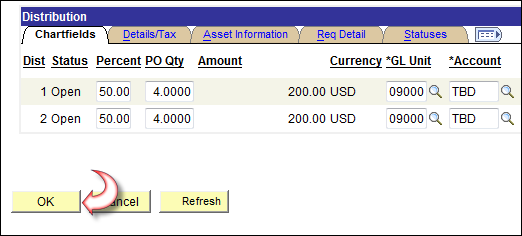 Distribution
Chartfields Details/Tax Asset Information Req Detail Statuses
Dist Status Percent PO Qty Amount Currency *GL Unit *Account
1 Open 50.00 4.0000 200.00 USD 09000 TBD
2 Open 50.00 4.0000 200.00 USD 09000 TBD
OK ancel Refresh